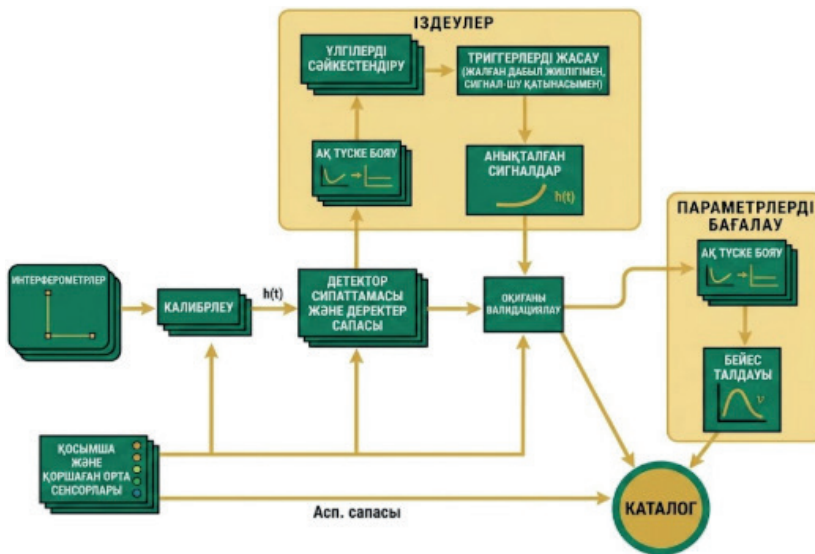 ІЗДЕУЛЕР
ҮЛГІЛЕРДІ
СӘЙКЕСТЕНДІРУ
ТРИГГЕРЛЕРДІ ЖАСАУ
(ЖАЛҒАН ДАБЫЛ ЖИІЛІГІМЕН,
СИГНАЛ-ШУ ҚАТЫНАСЫМЕН)
АҚ ТҮСКЕ БОЯУ
АНЫҚТАЛҒАН
СИГНАЛДАР
h(t)
ПАРАМЕТРЛЕРДІ
БАҒАЛАУ
АҚ ТҮСКЕ БОЯУ
ИНТЕРФЕРОМЕТРЛЕР
КАЛИБРЛЕУ
h(t)
ДЕТЕКТОР
СИПАТТАМАСЫ
ЖӘНЕ ДЕРЕКТЕР
САПАСЫ
ОҚИҒАНЫ
ВАЛИДАЦИЯЛАУ
БЕЙЕС
ТАЛДАУЫ
ν
ҚОСЫМША
ЖӘНЕ
ҚОРШАҒАН ОРТА
СЕНСОРЛАРЫ
Асп. сапасы
КАТАЛОГ